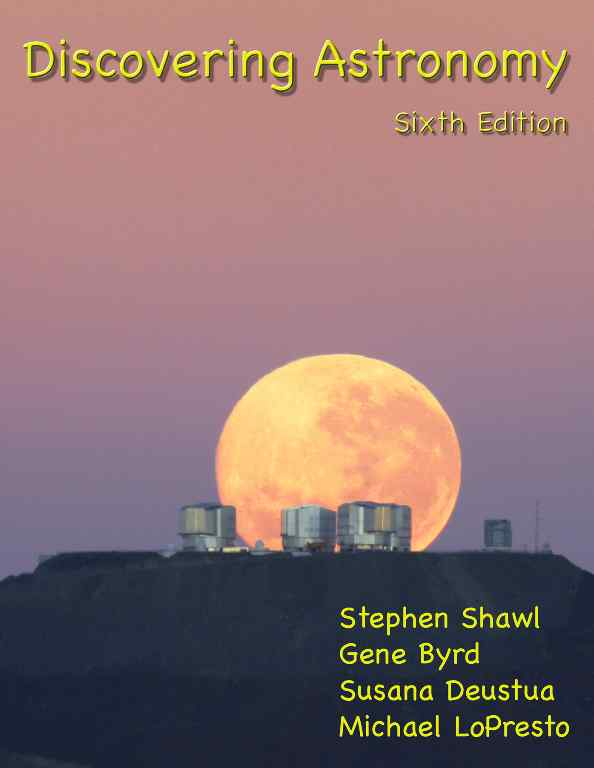 Discovering Astronomy
Sixth Edition
Stephen Shawl
Gene Byrd
Susana Deustua
Michael LoPresto